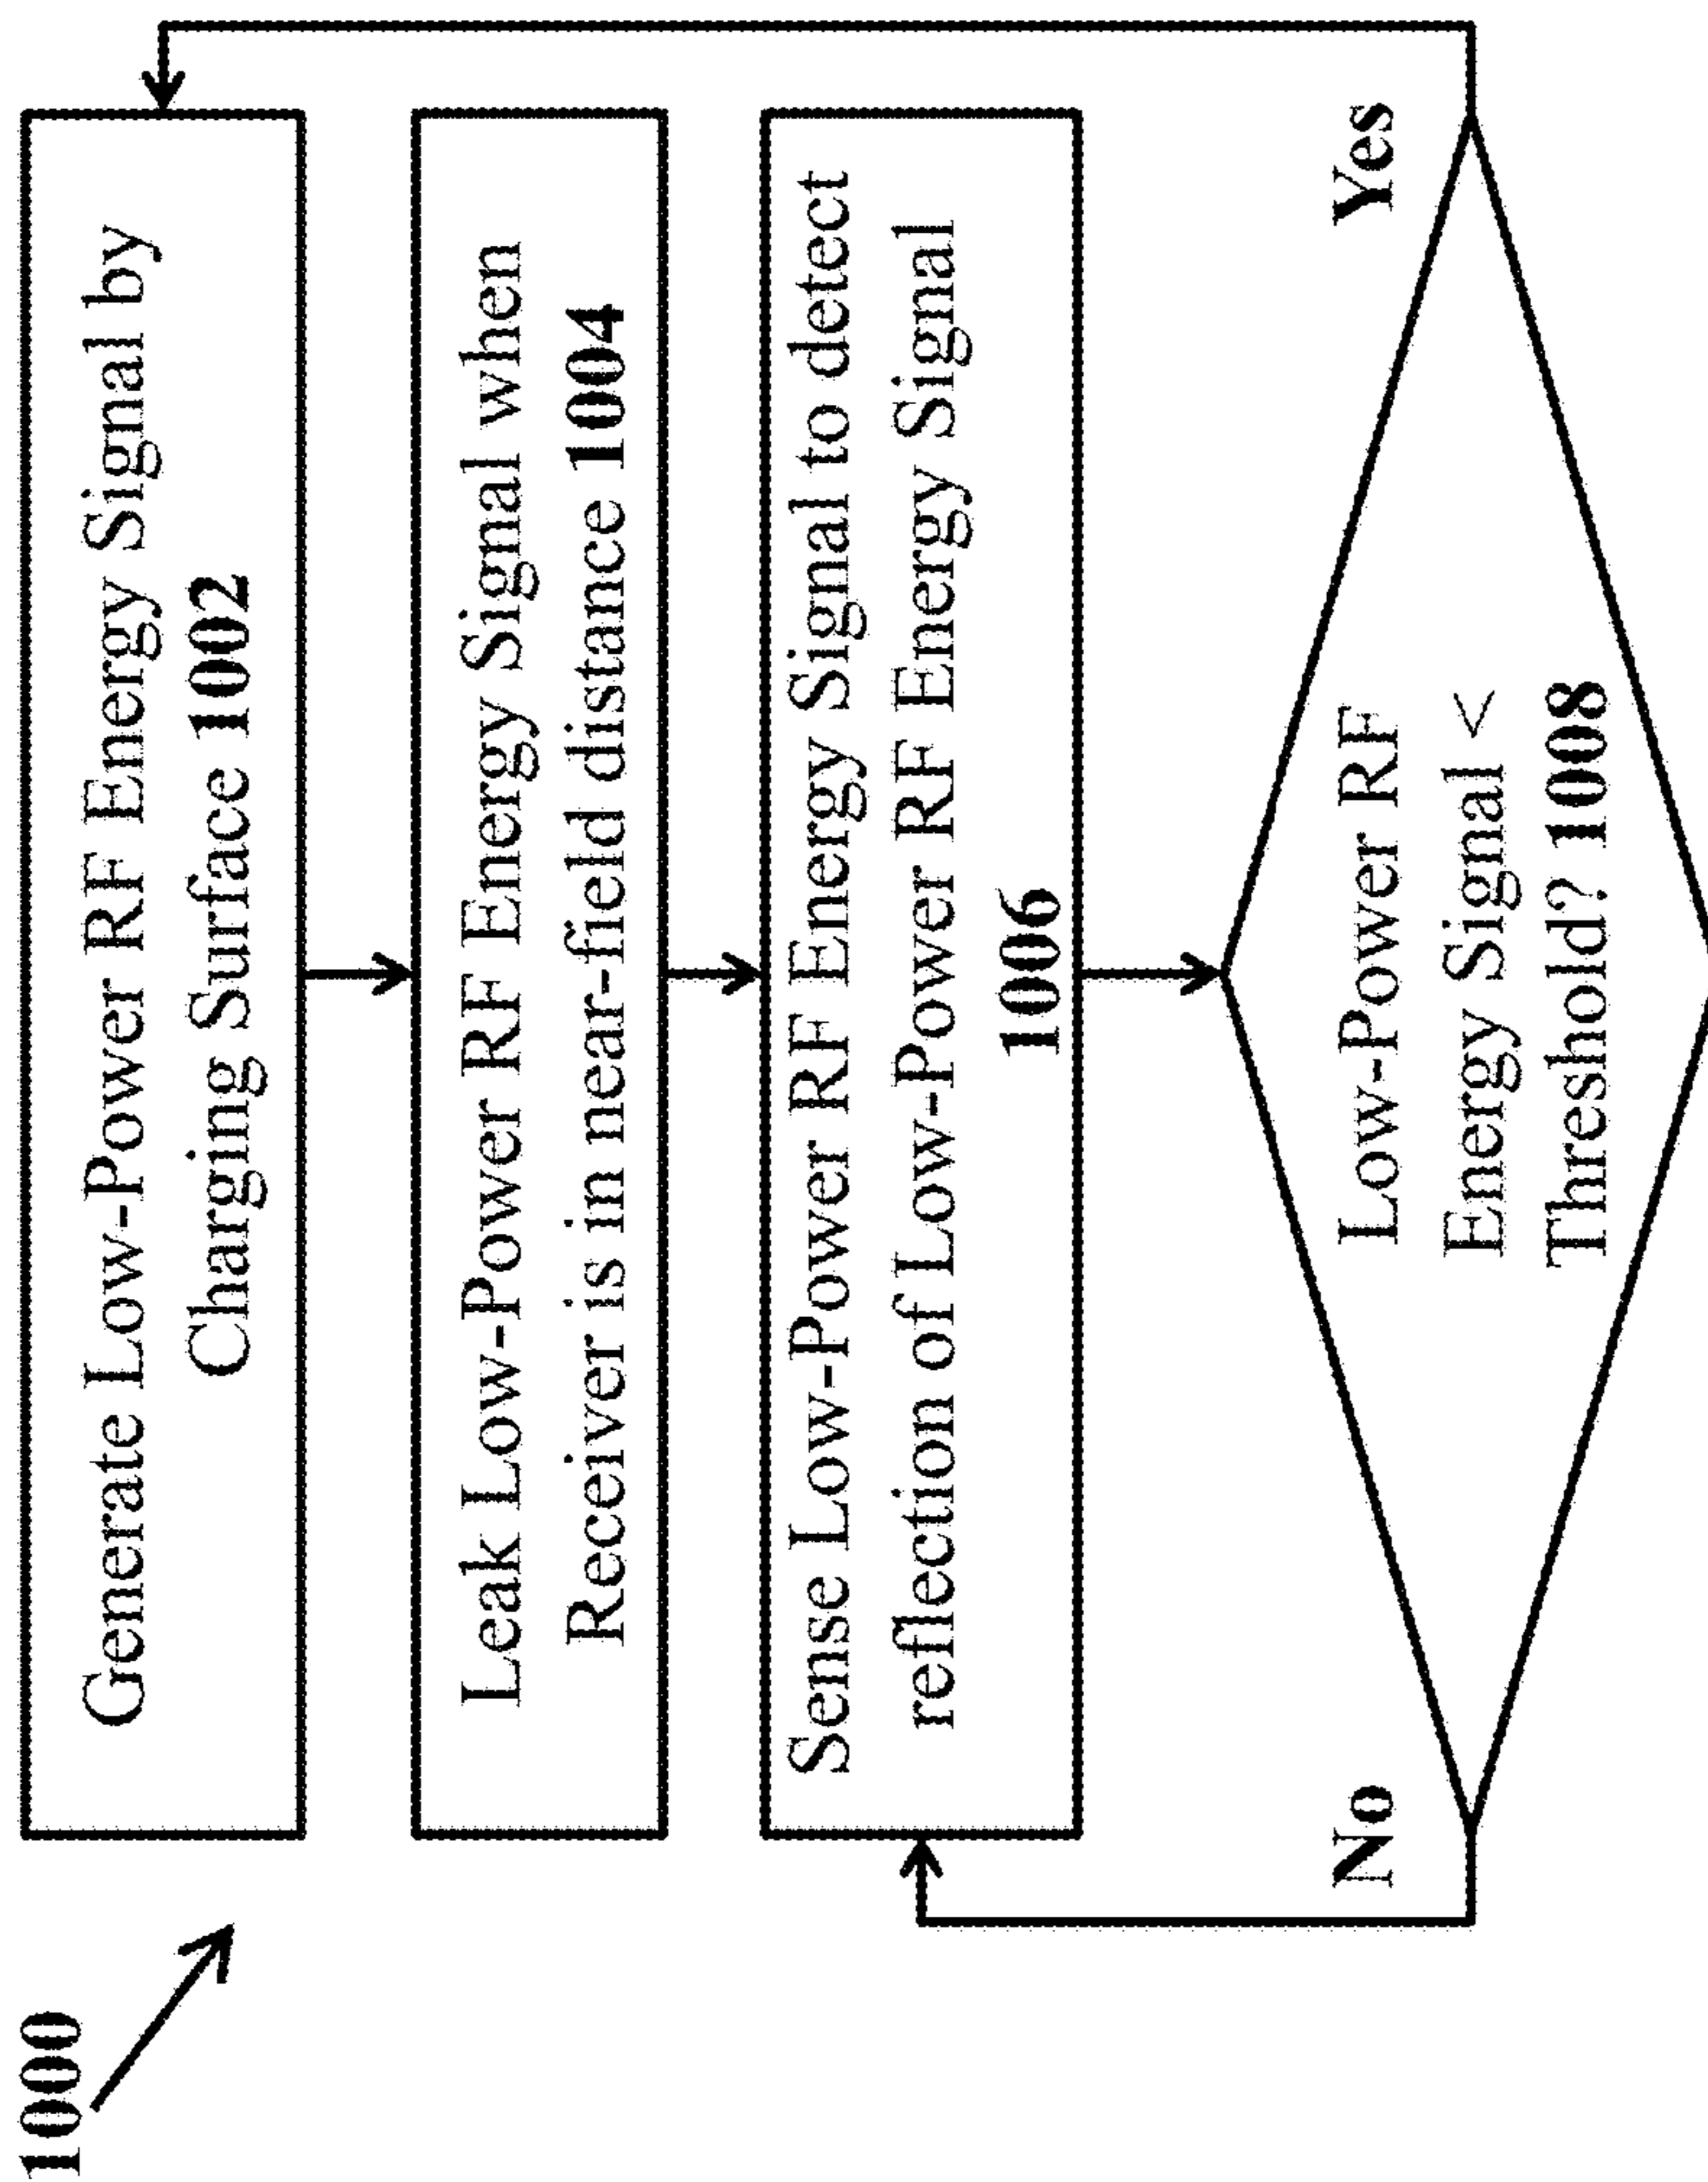 1000
Generate Low-Power RF Energy Signal by
Charging Surface 1002
Leak Low-Power RF Energy Signal when
Receiver is in near-field distance 1004
Sense Low-Power RF Energy Signal to detect
reflection of Low-Power RF Energy Signal
1006
No
Yes
Low-Power RF
Energy Signal <
Threshold? 1008